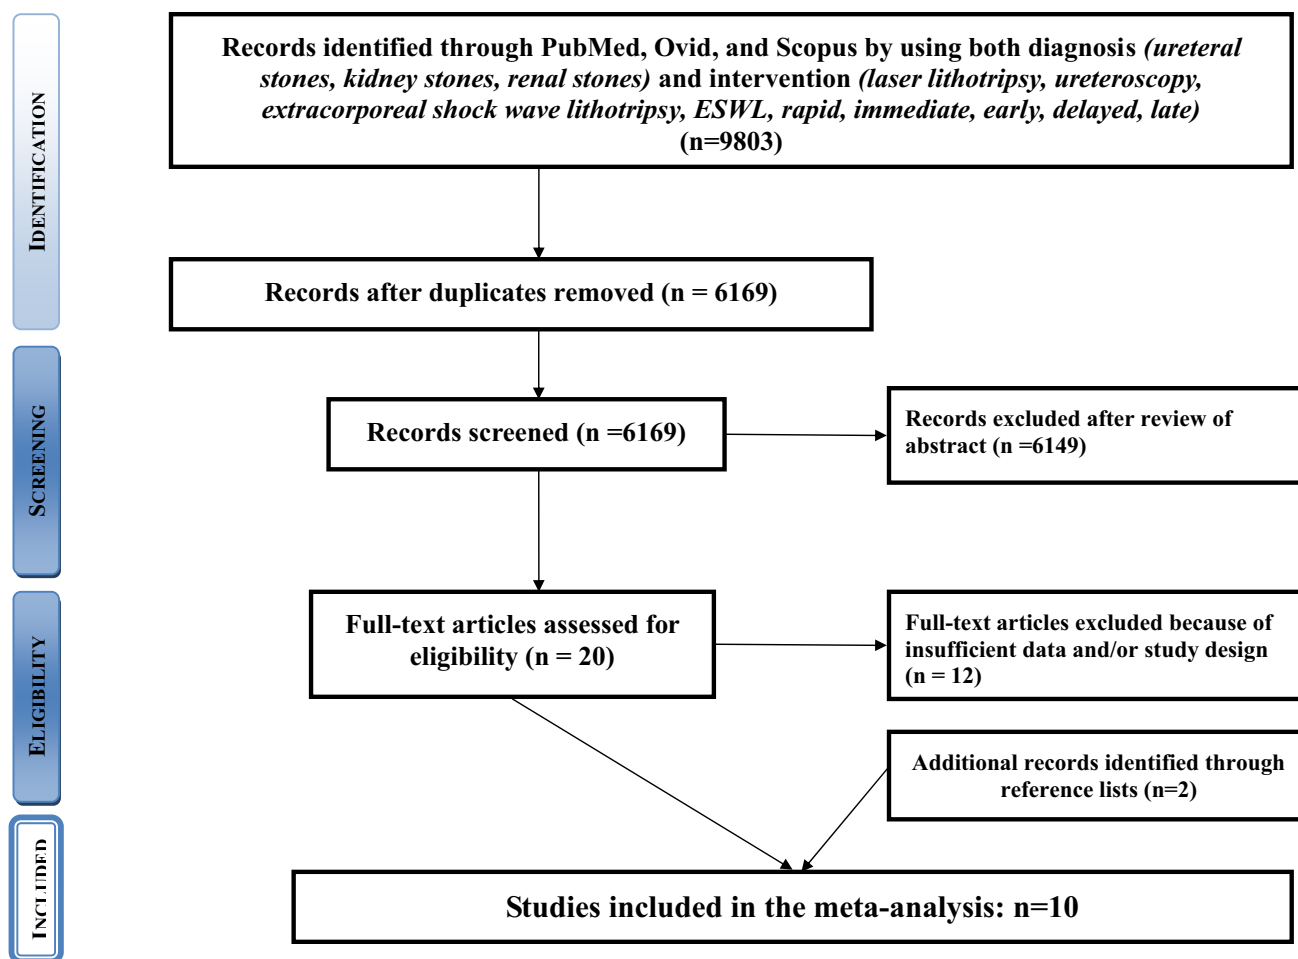 IDENTIFICATION
Records identified through PubMed, Ovid, and Scopus by using both diagnosis (ureteral
stones, kidney stones, renal stones) and intervention (laser lithotripsy, ureteroscopy,
extracorporeal shock wave lithotripsy, ESWL, rapid, immediate, early, delayed, late)
(n=9803)
Records after duplicates removed (n = 6169)
SCREENING
Records screened (n =6169)
Records excluded after review of
abstract (n =6149)
ELIGIBILITY
Full-text articles assessed for
eligibility (n = 20)
Full-text articles excluded because of
insufficient data and/or study design
(n = 12)
Additional records identified through
reference lists (n=2)
INCLUDED
Studies included in the meta-analysis: n=10